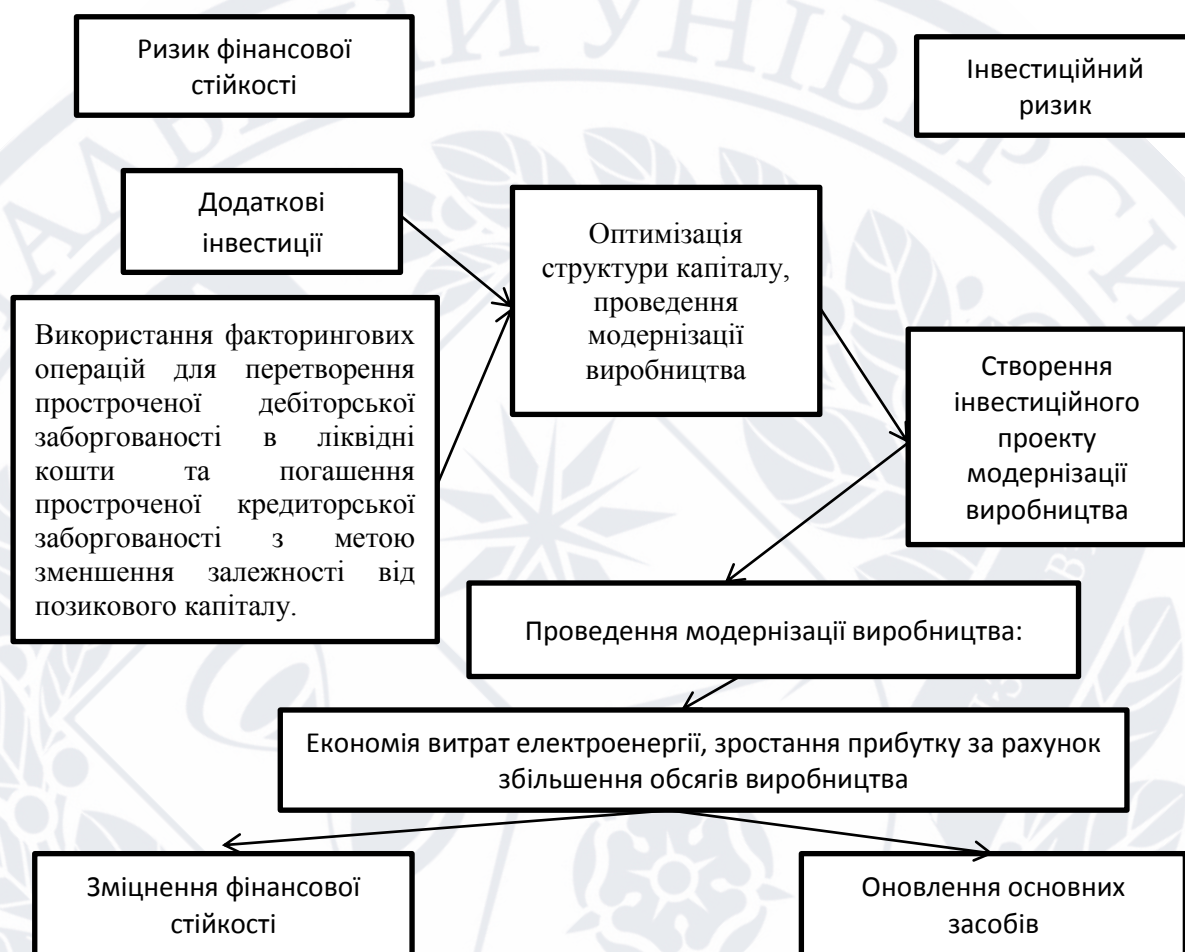 Ризик фінансової
стійкості
Інвестиційний
ризик
Додаткові
інвестиції
Оптимізація
структури капіталу,
проведення
модернізації
виробництва
Використання факторингових
операцій для перетворення
простроченої дебіторської
заборгованості в ліквідні
кошти та погашення
простроченої кредиторської
заборгованості з метою
зменшення залежності від
позикового капіталу.
Створення
інвестиційного
проекту
модернізації
виробництва
Проведення модернізації виробництва:
Економія витрат електроенергії, зростання прибутку за рахунок
збільшення обсягів виробництва
Зміцнення фінансової
стійкості
Оновлення основних
засобів